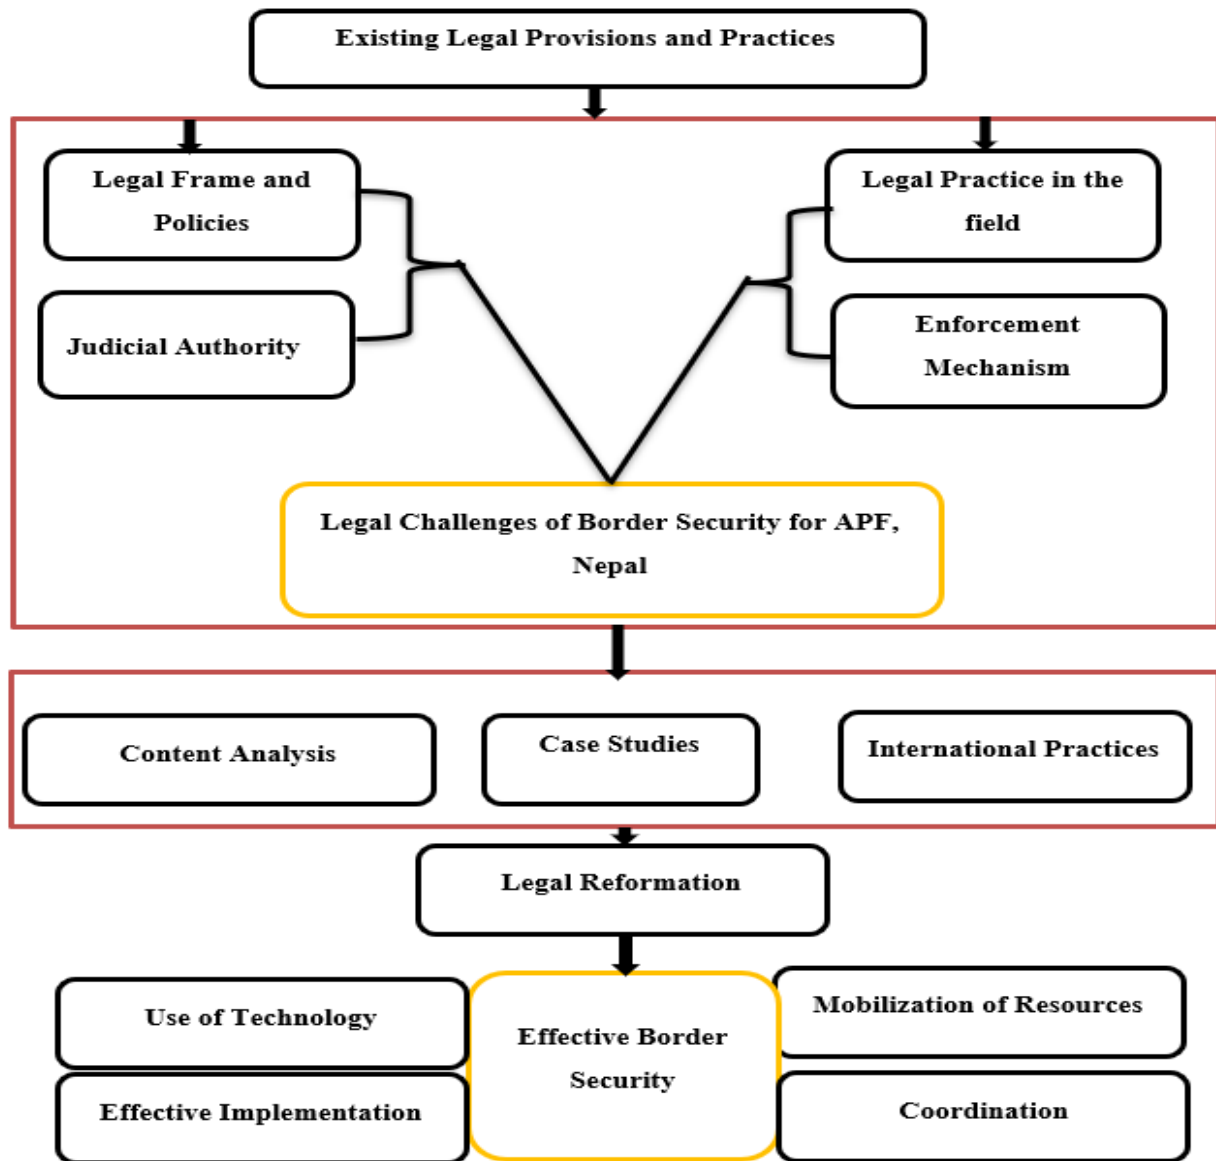 Existing Legal Provisions and Practices
Legal Frame and
Policies
Legal Practice in the
field
Judicial Authority
Enforcement
Mechanism
Legal Challenges of Border Security for APF,
Nepal
Content Analysis
Case Studies
International Practices
Legal Reformation
Use of Technology
Effective Border
Security
Mobilization of Resources
Effective Implementation
Coordination